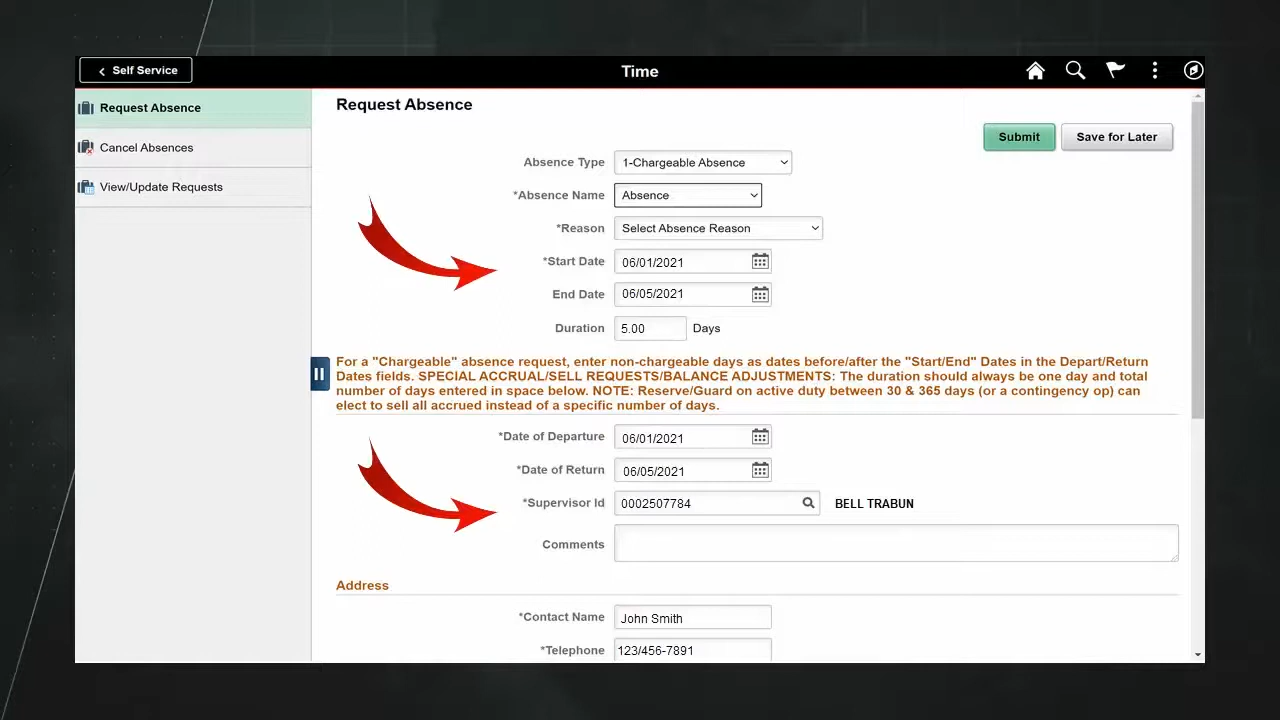 Self Service
Time
Request Absence
Cancel Absences
View/Update Requests
Request Absence
Submit
Save for Later
Absence Type 1-Chargeable Absence
*Absence Name Absence
*Reason Select Absence Reason
*Start Date 06/01/2021
End Date 06/05/2021
Duration 5.00 Days
For a "Chargeable" absence request, enter non-chargeable days as dates before/after the "Start/End" Dates in the Depart/Return
Dates fields. SPECIAL ACCRUAL/SELL REQUESTS/BALANCE ADJUSTMENTS: The duration should always be one day and total
number of days entered in space below. NOTE: Reserve/Guard on active duty between 30 & 365 days (or a contingency op) can
elect to sell all accrued instead of a specific number of days.
*Date of Departure 06/01/2021
*Date of Return 06/05/2021
*Supervisor Id 0002507784 BELL TRABUN
Comments
Address
*Contact Name John Smith
*Telephone 123/456-7891